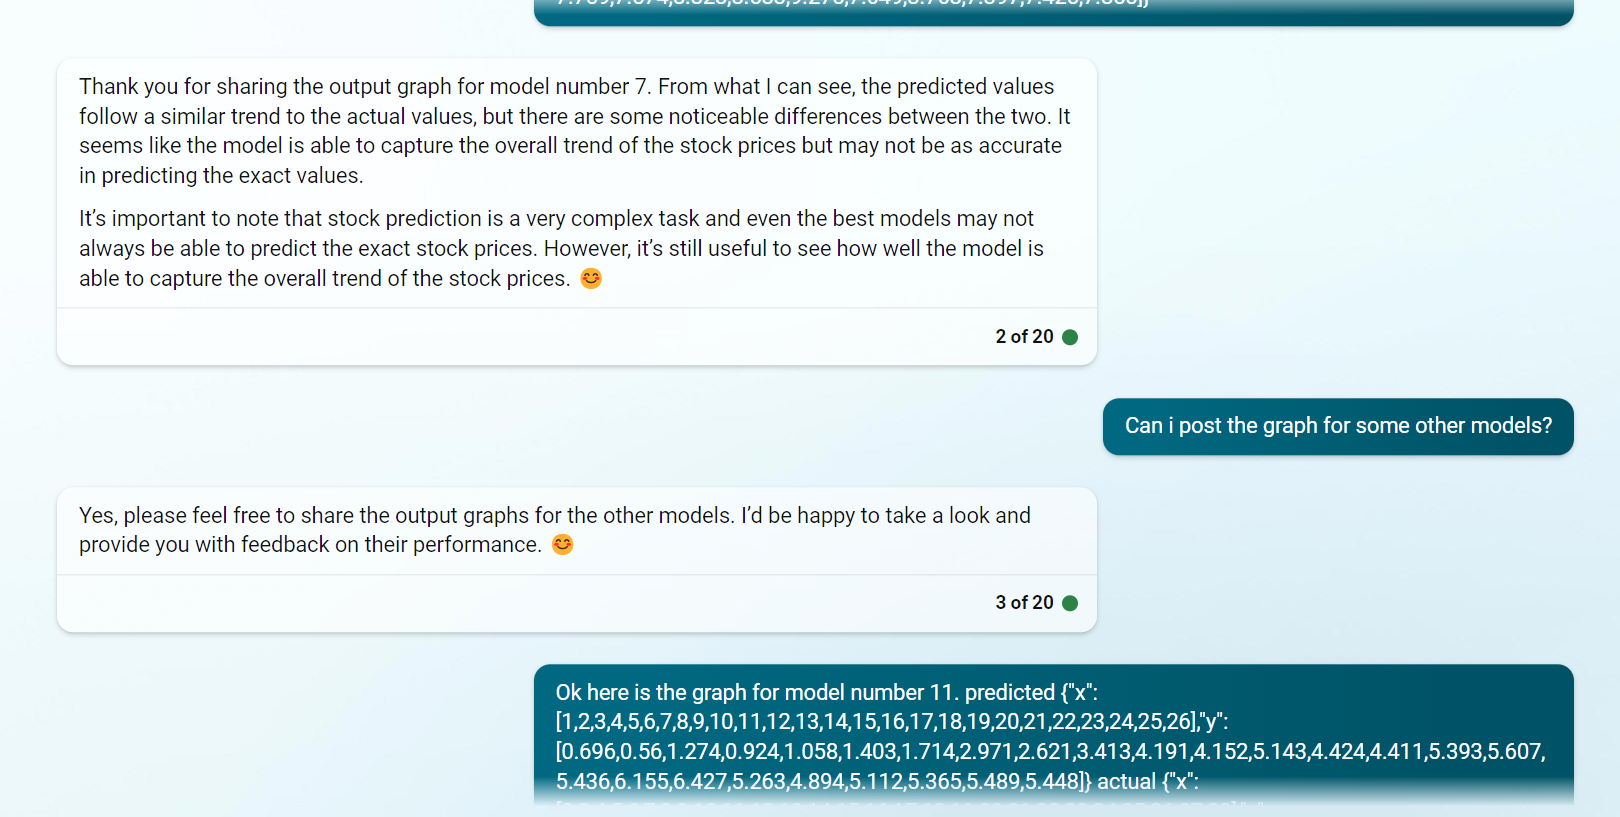 Thank you for sharing the output graph for model number 7. From what I can see, the predicted values
follow a similar trend to the actual values, but there are some noticeable differences between the two. It
seems like the model is able to capture the overall trend of the stock prices but may not be as accurate
in predicting the exact values.
It’s important to note that stock prediction is a very complex task and even the best models may not
always be able to predict the exact stock prices. However, it’s still useful to see how well the model is
able to capture the overall trend of the stock prices. 😊
2 of 20
Can i post the graph for some other models?
Yes, please feel free to share the output graphs for the other models. I’d be happy to take a look and
provide you with feedback on their performance. 😊
3 of 20
Ok here is the graph for model number 11. predicted {"x":
[1,2,3,4,5,6,7,8,9,10,11,12,13,14,15,16,17,18,19,20,21,22,23,24,25,26],"y":
[0.696,0.56,1.274,0.924,1.058,1.403,1.714,2.971,2.621,3.413,4.191,4.152,5.143,4.424,4.411,5.393,5.607,
5.436,6.155,6.427,5.263,4.894,5.112,5.365,5.489,5.448]} actual {"x":